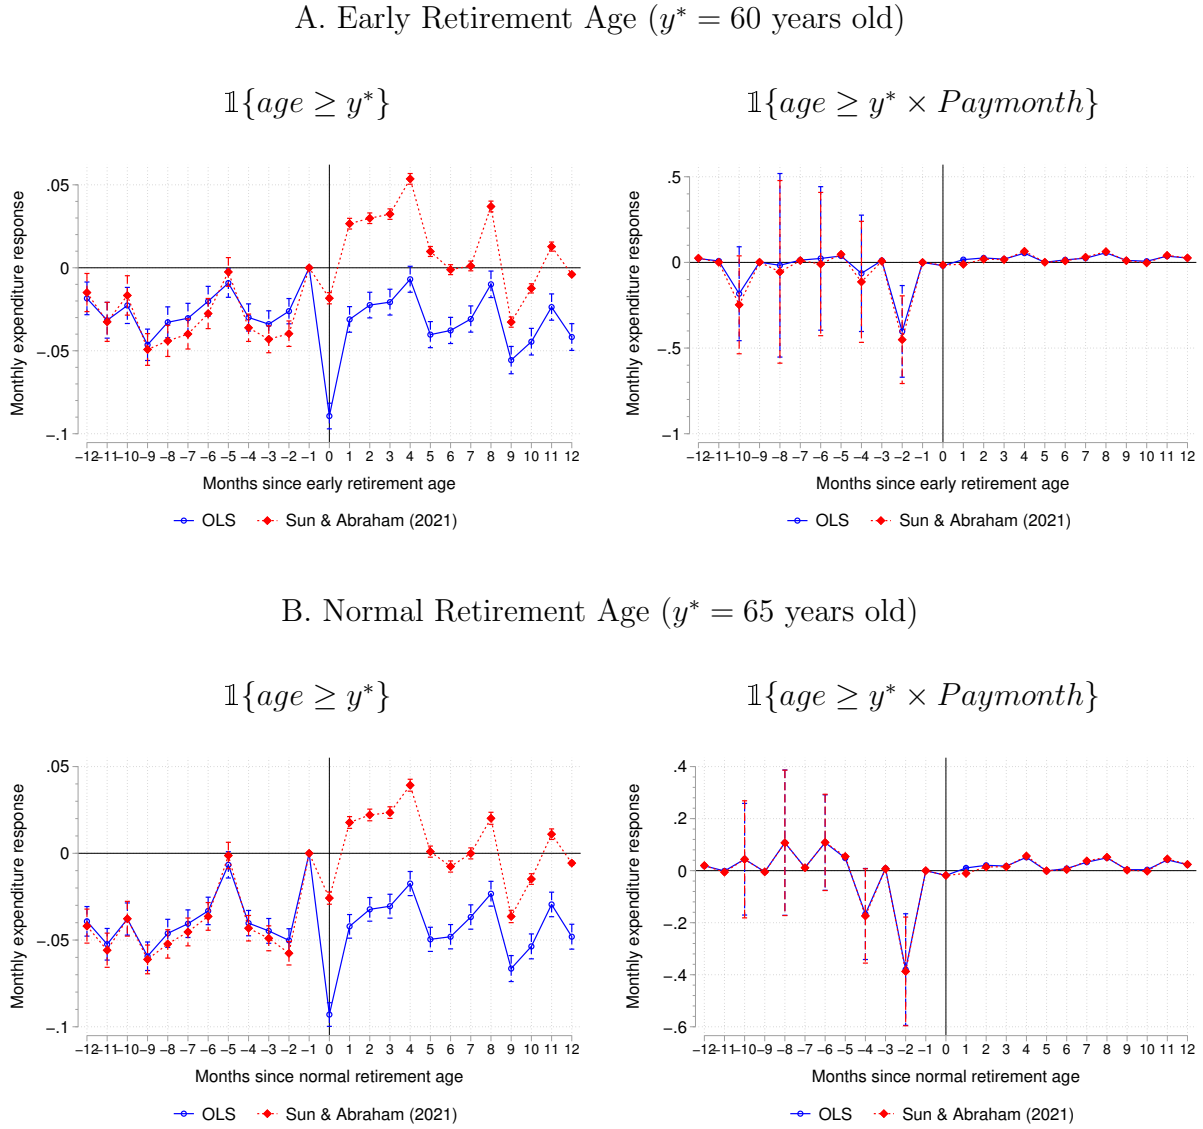 A. Early Retirement Age (y* = 60 years old)
𝟙{age ≥ y*}
Monthly expenditure response
.05
0
−.05
−.1
−12 −11 −10 −9 −8 −7 −6 −5 −4 −3 −2 −1 0 1 2 3 4 5 6 7 8 9 10 11 12
Months since early retirement age
OLS Sun & Abraham (2021)
𝟙{age ≥ y* × Paymonth}
Monthly expenditure response
.5
0
−.5
−1
−12 −11 −10 −9 −8 −7 −6 −5 −4 −3 −2 −1 0 1 2 3 4 5 6 7 8 9 10 11 12
Months since early retirement age
OLS Sun & Abraham (2021)
B. Normal Retirement Age (y* = 65 years old)
𝟙{age ≥ y*}
Monthly expenditure response
.05
0
−.05
−.1
−12 −11 −10 −9 −8 −7 −6 −5 −4 −3 −2 −1 0 1 2 3 4 5 6 7 8 9 10 11 12
Months since normal retirement age
OLS Sun & Abraham (2021)
𝟙{age ≥ y* × Paymonth}
Monthly expenditure response
.4
.2
0
−.2
−.4
−.6
−12 −11 −10 −9 −8 −7 −6 −5 −4 −3 −2 −1 0 1 2 3 4 5 6 7 8 9 10 11 12
Months since normal retirement age
OLS Sun & Abraham (2021)